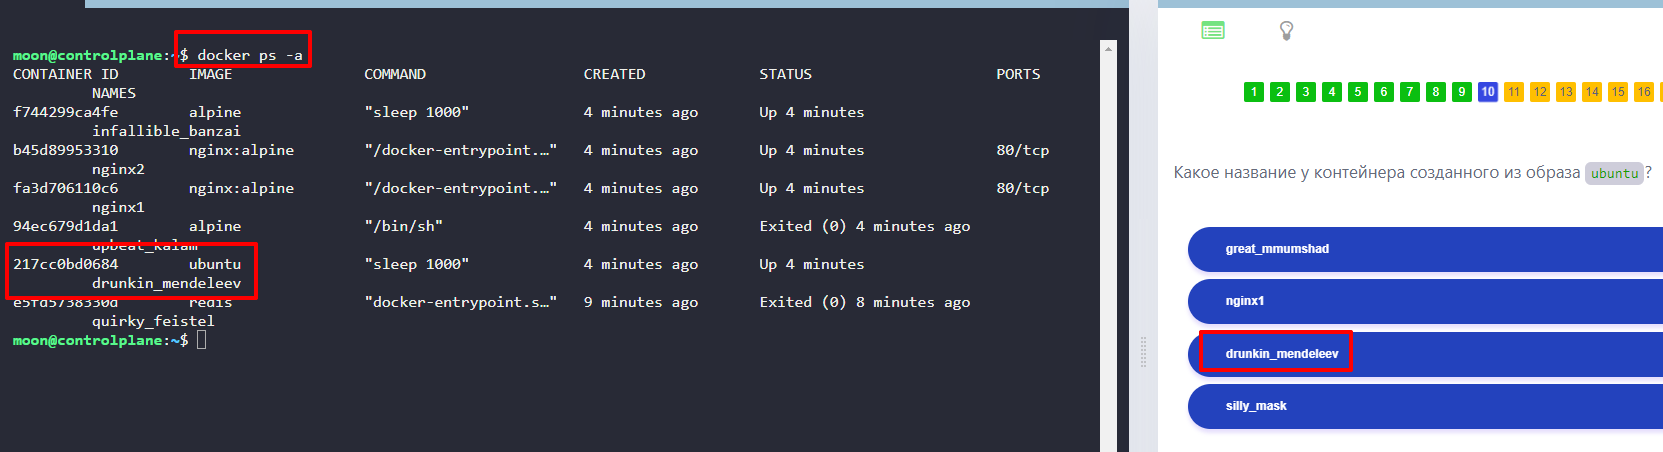 moon@controlplane:~$ docker ps -a
CONTAINER ID IMAGE COMMAND CREATED STATUS PORTS
NAMES
f744299ca4fe alpine "sleep 1000" 4 minutes ago Up 4 minutes
infallible_banzai
b45d89953310 nginx:alpine "/docker-entrypoint.…" 4 minutes ago Up 4 minutes 80/tcp
nginx2
fa3d706110c6 nginx:alpine "/docker-entrypoint.…" 4 minutes ago Up 4 minutes 80/tcp
nginx1
94ec679d1da1 alpine "/bin/sh" 4 minutes ago Exited (0) 4 minutes ago
upbeat_kalam
217cc0bd0684 ubuntu "sleep 1000" 4 minutes ago Up 4 minutes
drunkin_mendeleev
e5fd5738330d redis "docker-entrypoint.s…" 9 minutes ago Exited (0) 8 minutes ago
quirky_feistel
moon@controlplane:~$
1 2 3 4 5 6 7 8 9 10 11 12 13 14 15 16
Какое название у контейнера созданного из образа ubuntu?
great_mmumshad
nginx1
drunkin_mendeleev
silly_mask